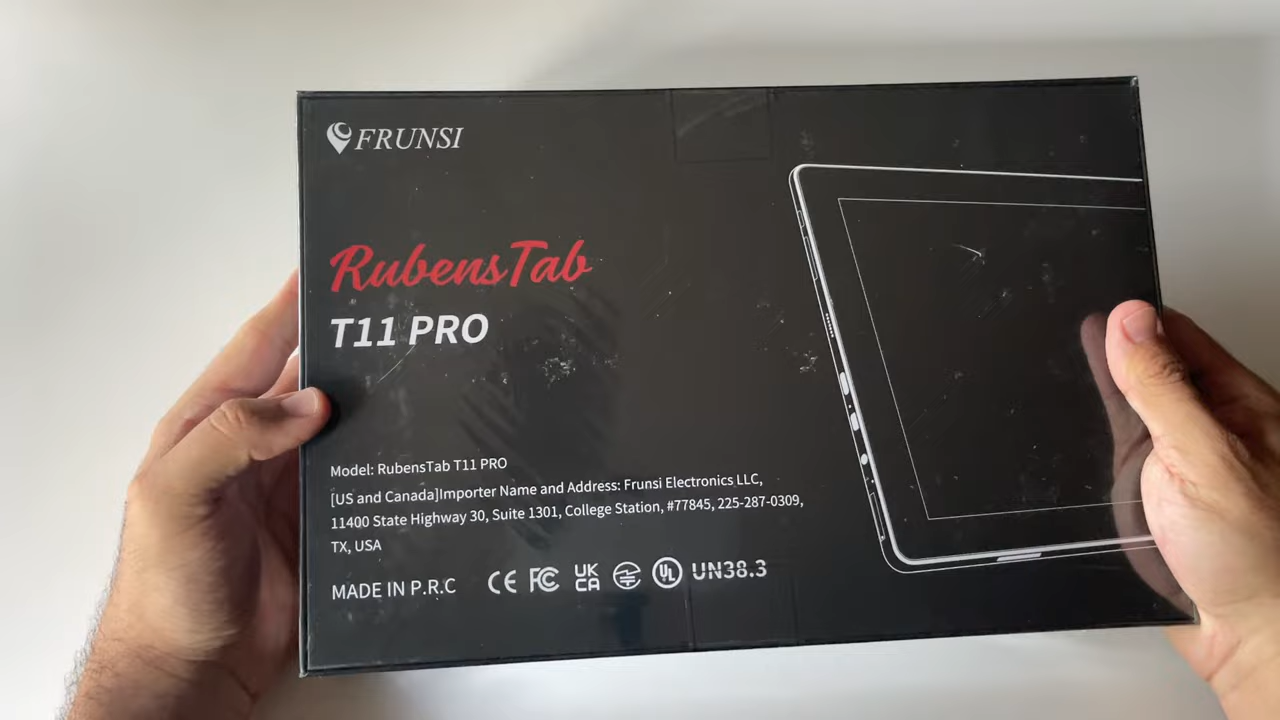 FRUNSI
RubensTab
T11 PRO
Model: RubensTab T11 PRO
[US and Canada]Importer Name and Address: Frunsi Electronics LLC,
11400 State Highway 30, Suite 1301, College Station, #77845, 225-287-0309,
TX, USA
MADE IN P.R.C CE FC UK CA UL UN38.3